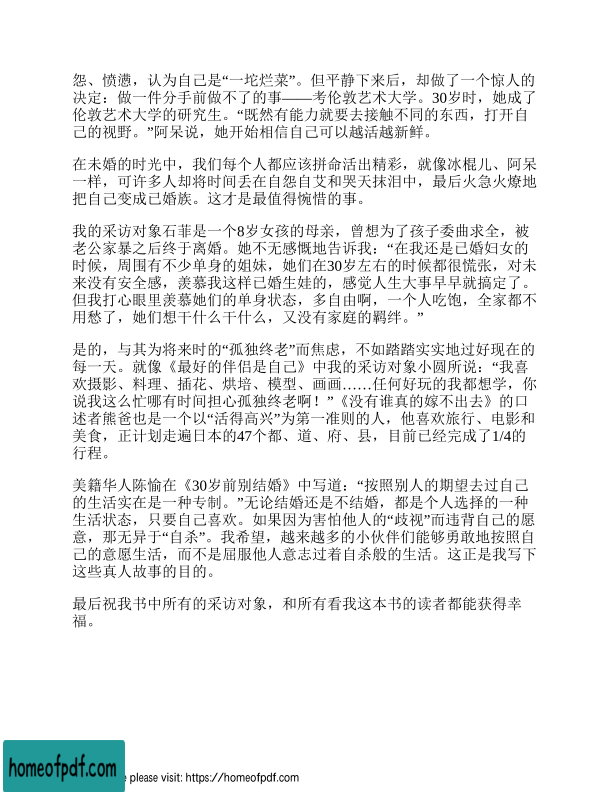 怨、愤懑，认为自己是“一坨烂菜”。但平静下来后，却做了一个惊人的
决定：做一件分手前做不了的事——考伦敦艺术大学。30岁时，她成了
伦敦艺术大学的研究生。“既然有能力就要去接触不同的东西，打开自
己的视野。”阿呆说，她开始相信自己可以越活越新鲜。
在未婚的时光中，我们每个人都应该拼命活出精彩，就像冰棍儿、阿呆
一样，可许多人却将时间丢在自怨自艾和哭天抹泪中，最后火急火燎地
把自己变成已婚族。这才是最值得惋惜的事。
我的采访对象石菲是一个8岁女孩的母亲，曾想为了孩子委曲求全，被
老公家暴之后终于离婚。她不无感慨地告诉我：“在我还是已婚妇女的
时候，周围有不少单身的姐妹，她们在30岁左右的时候都很慌张，对未
来没有安全感，羡慕我这样已婚生娃的，感觉人生大事早早就搞定了。
但我打心眼里羡慕她们的单身状态，多自由啊，一个人吃饱，全家都不
用愁了，她们想干什么干什么，又没有家庭的羁绊。”
是的，与其为将来时的“孤独终老”而焦虑，不如踏踏实实地过好现在的
每一天。就像《最好的伴侣是自己》中我的采访对象小圆所说：“我喜
欢摄影、料理、插花、烘培、模型、画画……任何好玩的我都想学，你
说我这么忙哪有时间担心孤独终老啊！”《没有谁真的嫁不出去》的口
述者熊爸也是一个以“活得高兴”为第一准则的人，他喜欢旅行、电影和
美食，正计划走遍日本的47个都、道、府、县，目前已经完成了1/4的
行程。
美籍华人陈愉在《30岁前别结婚》中写道：“按照别人的期望去过自己
的生活实在是一种专制。”无论结婚还是不结婚，都是个人选择的一种
生活状态，只要自己喜欢。如果因为害怕他人的“歧视”而违背自己的愿
意，那无异于“自杀”。我希望，越来越多的小伙伴们能够勇敢地按照自
己的意愿生活，而不是屈服他人意志过着自杀般的生活。这正是我写下
这些真人故事的目的。
最后祝我书中所有的采访对象，和所有看我这本书的读者都能获得幸
福。
homeofpdf.com
please visit: https://homeofpdf.com